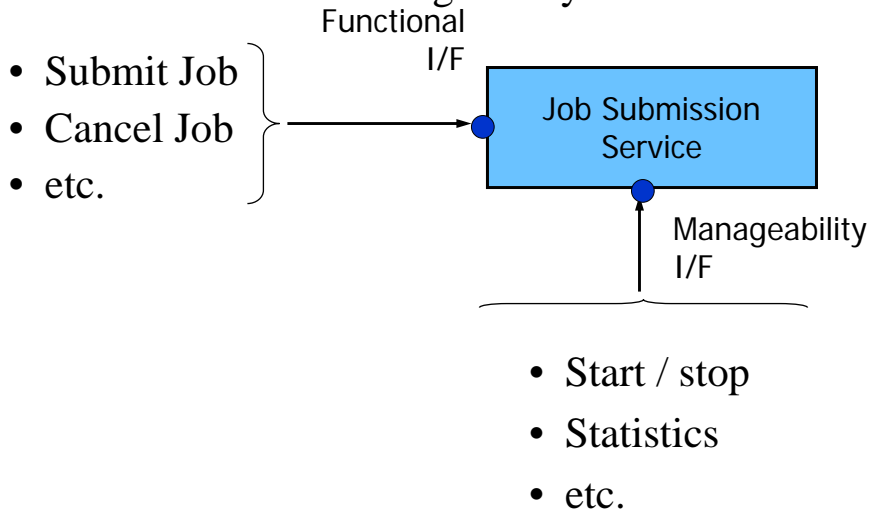 Functional
I/F
• Submit Job
• Cancel Job
• etc.
Job Submission
Service
Manageability
I/F
• Start / stop
• Statistics
• etc.